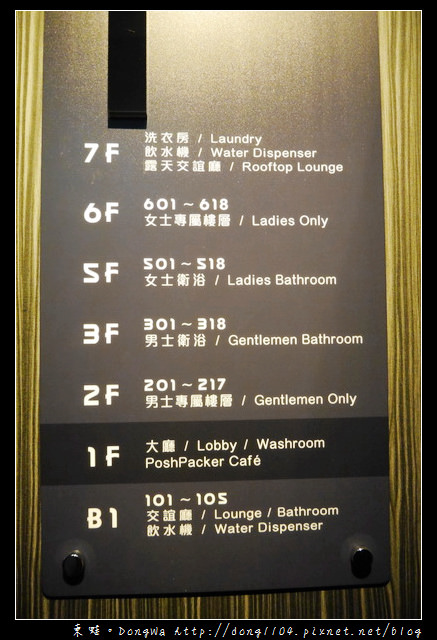 7F
洗衣房 / Laundry
飲水機 / Water Dispenser
露天交誼廳 / Rooftop Lounge
6F
601 ~ 618
女士專屬樓層 / Ladies Only
5F
501 ~ 518
女士衛浴 / Ladies Bathroom
3F
301 ~ 318
男士衛浴 / Gentlemen Bathroom
2F
201 ~ 217
男士專屬樓層 / Gentlemen Only
1F
大廳 / Lobby / Washroom
PoshPacker Café
B1
101 ~ 105
交誼廳 / Lounge / Bathroom
飲水機 / Water Dispenser
東蛙。DongWa http://dong1104.pixnet.net/blog